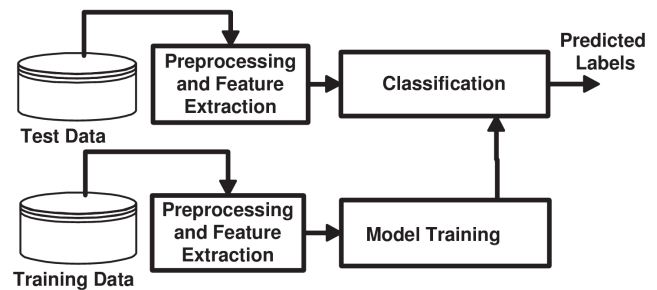 Preprocessing
and Feature
Extraction
Classification
Predicted
Labels
Test Data
Preprocessing
and Feature
Extraction
Model Training
Training Data